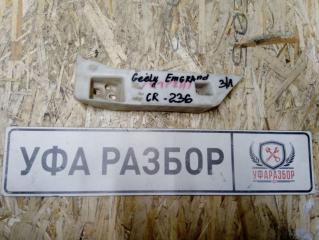 Geely Emgrand
З/Л
CR-236
УФА РАЗБОР
УФАРАЗБОР